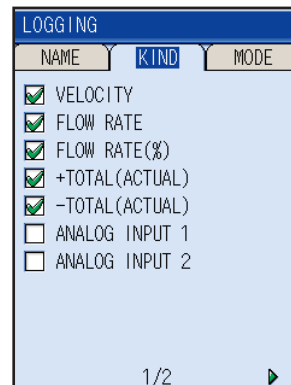 LOGGING
NAME KIND MODE
VELOCITY
FLOW RATE
FLOW RATE(%)
+TOTAL(ACTUAL)
-TOTAL(ACTUAL)
ANALOG INPUT 1
ANALOG INPUT 2
1/2